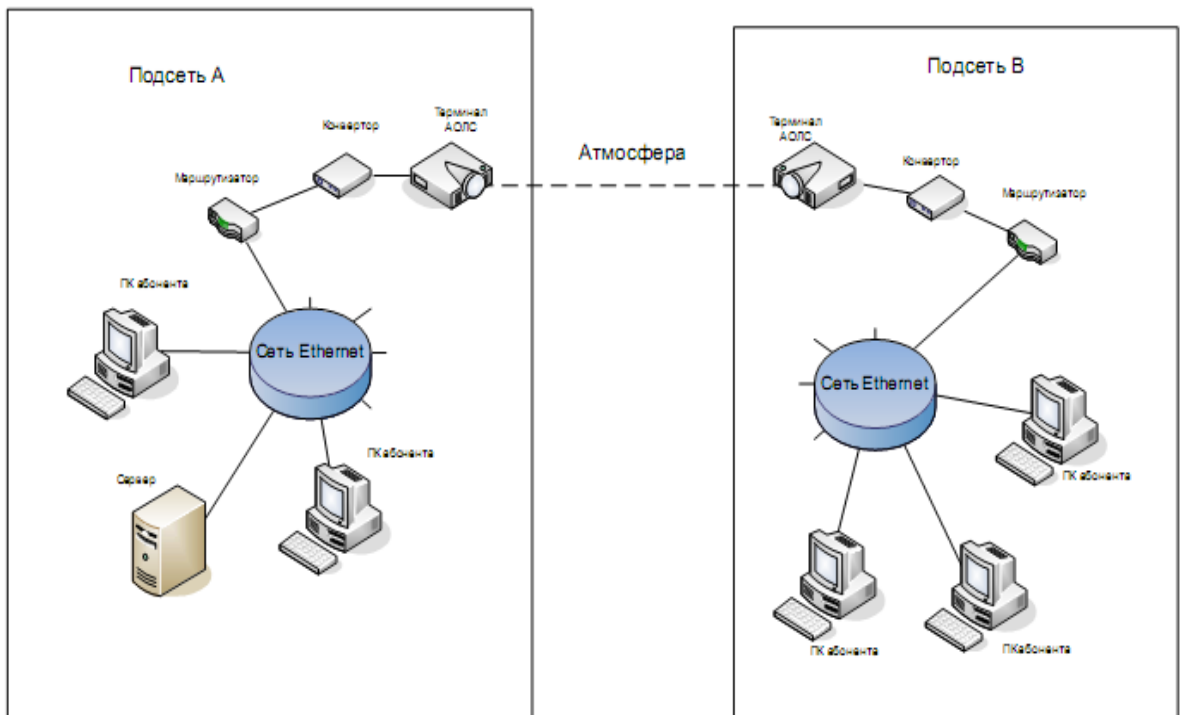 Подсеть А
Терминал
АОЛС
Конвертор
Маршрутизатор
ПК абонента
Сеть Ethernet
ПК абонента
Сервер
Атмосфера
Подсеть В
Терминал
АОЛС
Конвертор
Маршрутизатор
Сеть Ethernet
ПК абонента
ПК абонента
ПКабонента